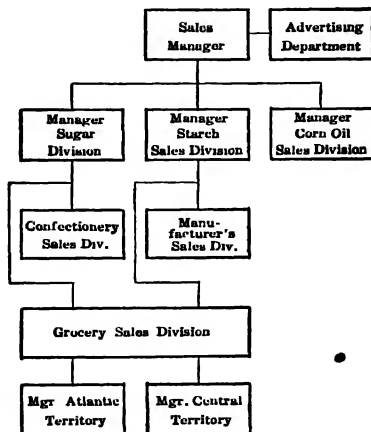 Sales
Manager
Advertising
Department
Manager
Sugar
Division
Manager
Starch
Sales Division
Manager
Corn Oil
Sales Division
Confectionery
Sales Div.
Manu-
facturer's
Sales Div.
Grocery Sales Division
Mgr Atlantic
Territory
Mgr. Central
Territory